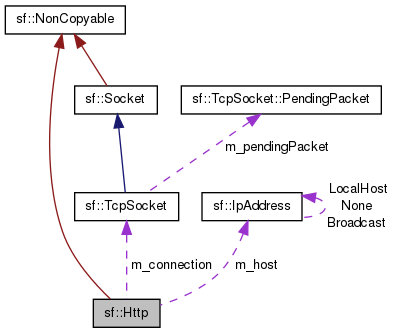 sf::NonCopyable
sf::Socket
sf::TcpSocket::PendingPacket
m_pendingPacket
sf::TcpSocket
sf::IpAddress
LocalHost
None
Broadcast
m_connection
m_host
sf::Http